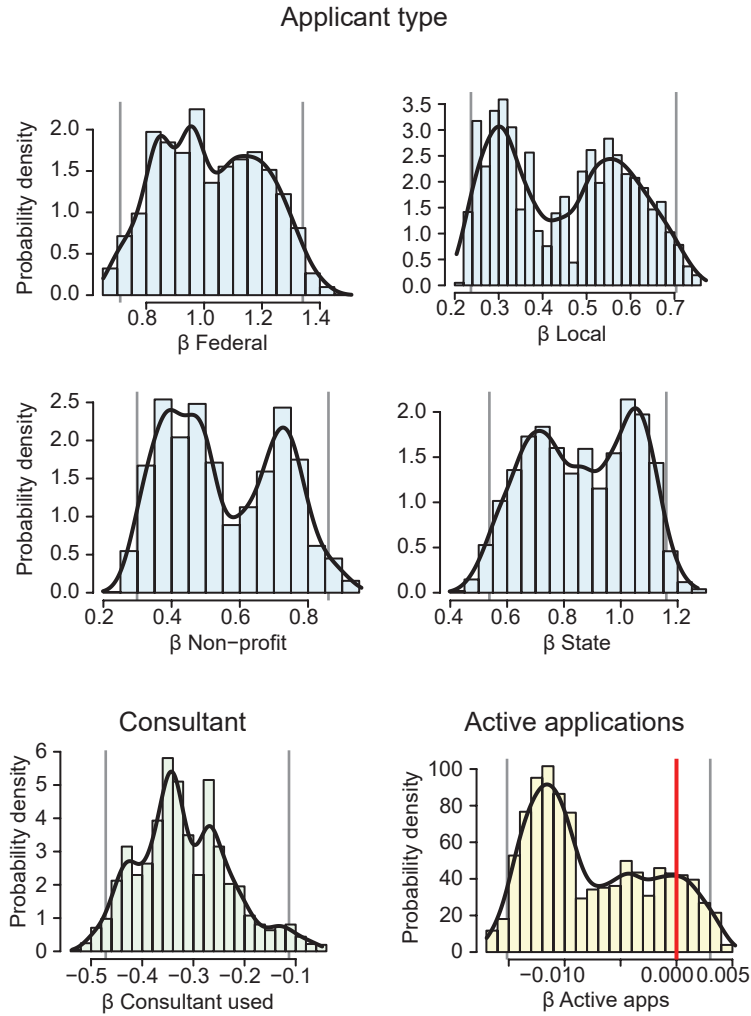 Applicant type
Probability density
2.0
1.5
1.0
0.5
0.0
0.8 1.0 1.2 1.4
β Federal
3.5
3.0
2.5
2.0
1.5
1.0
0.5
0.0
0.2 0.3 0.4 0.5 0.6 0.7
β Local
Probability density
2.5
2.0
1.5
1.0
0.5
0.0
0.2 0.4 0.6 0.8
β Non−profit
2.0
1.5
1.0
0.5
0.0
0.4 0.6 0.8 1.0 1.2
β State
Consultant
Probability density
6
5
4
3
2
1
0
−0.5 −0.4 −0.3 −0.2 −0.1
β Consultant used
Active applications
Probability density
100
80
60
40
20
0
−0.010 0.000 0.005
β Active apps